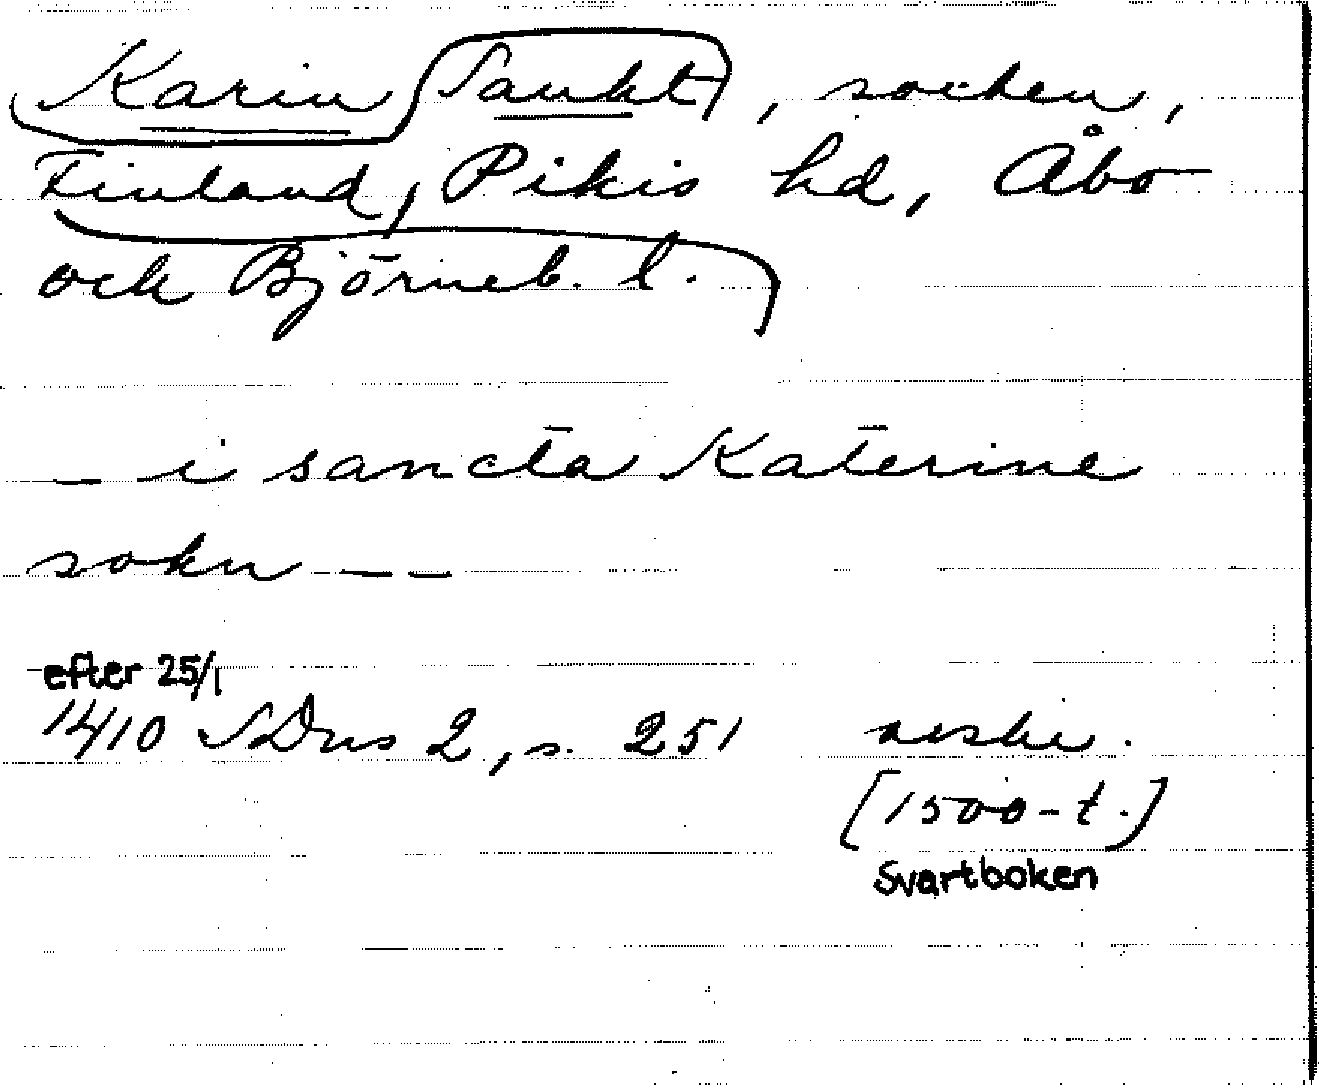 Karin Sankt, socken,
Finland, Pikis hd, Åbo
och Björneb. l.
— i sancta Katerine
sokn — —
efter 25/1
1410 SDns 2, s. 251 avskr.
[1500-t.]
Svartboken